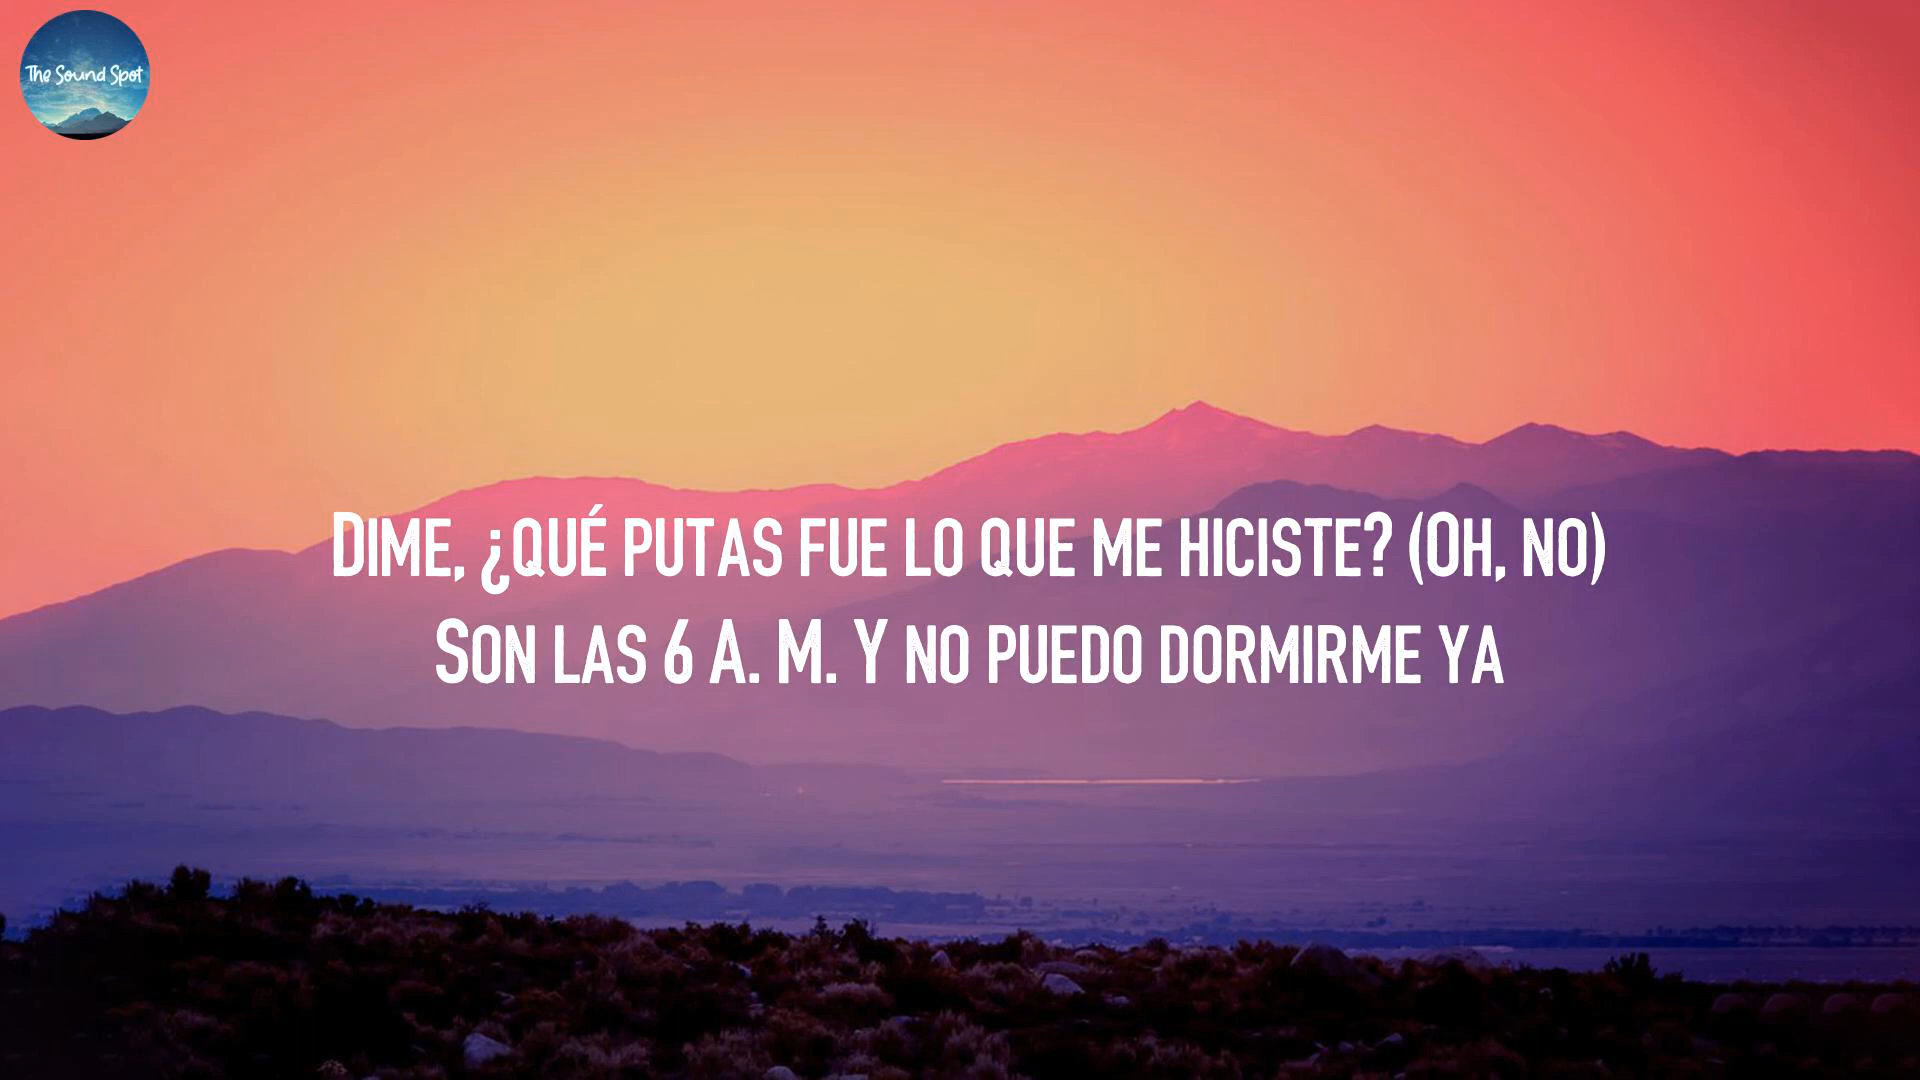 The Sound Spot
Dime, ¿qué putas fue lo que me hiciste? (Oh, no)
Son las 6 A. M. Y no puedo dormirme ya